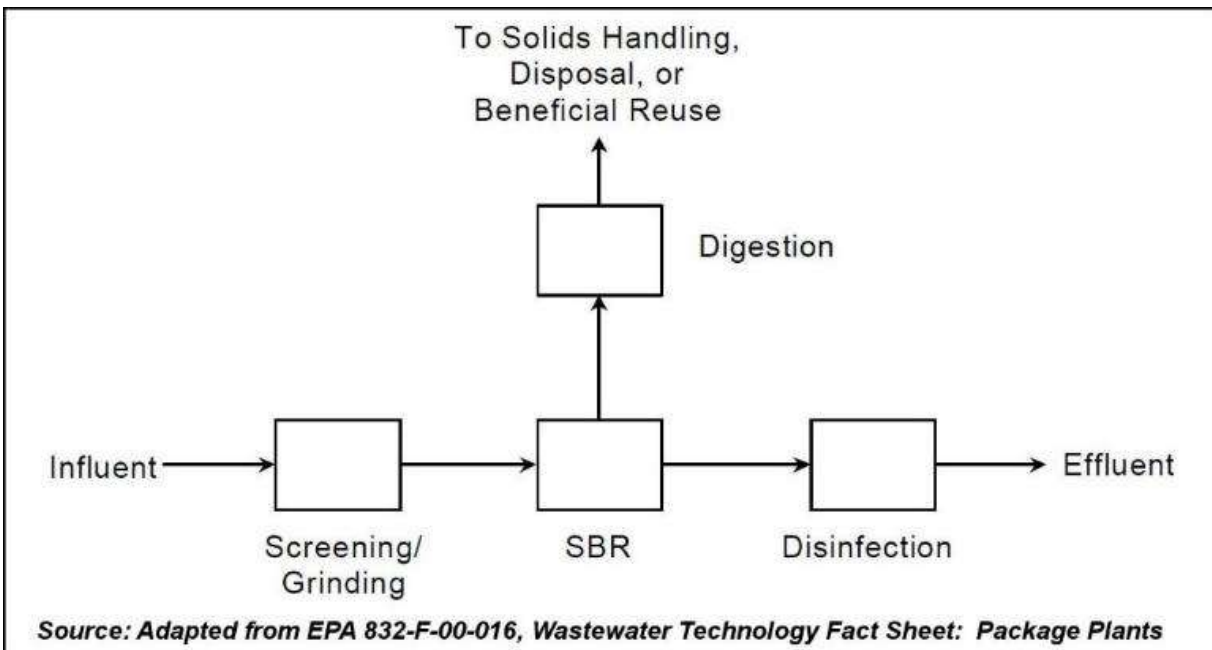 To Solids Handling,
Disposal, or
Beneficial Reuse
Digestion
Influent
Effluent
Screening/
Grinding
SBR
Disinfection
Source: Adapted from EPA 832-F-00-016, Wastewater Technology Fact Sheet: Package Plants